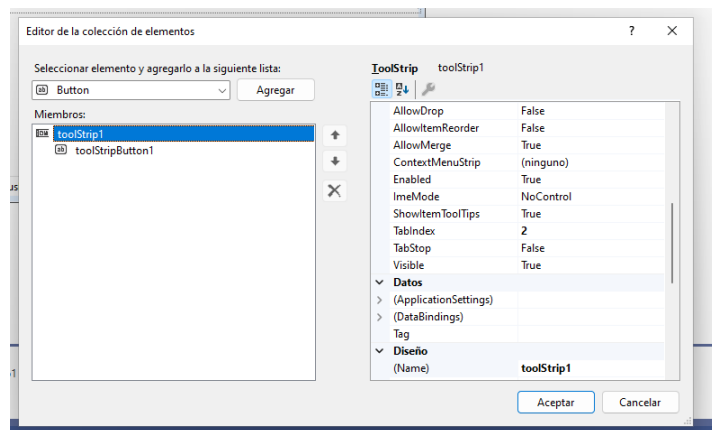 Editor de la colección de elementos
?
Seleccionar elemento y agregarlo a la siguiente lista:
Button
Agregar
Miembros:
toolStrip1
toolStripButton1
ToolStrip toolStrip1
AllowDrop False
AllowItemReorder False
AllowMerge True
ContextMenuStrip (ninguno)
Enabled True
ImeMode NoControl
ShowItemToolTips True
TabIndex 2
TabStop False
Visible True
Datos
(ApplicationSettings)
(DataBindings)
Tag
Diseño
(Name) toolStrip1
Aceptar Cancelar